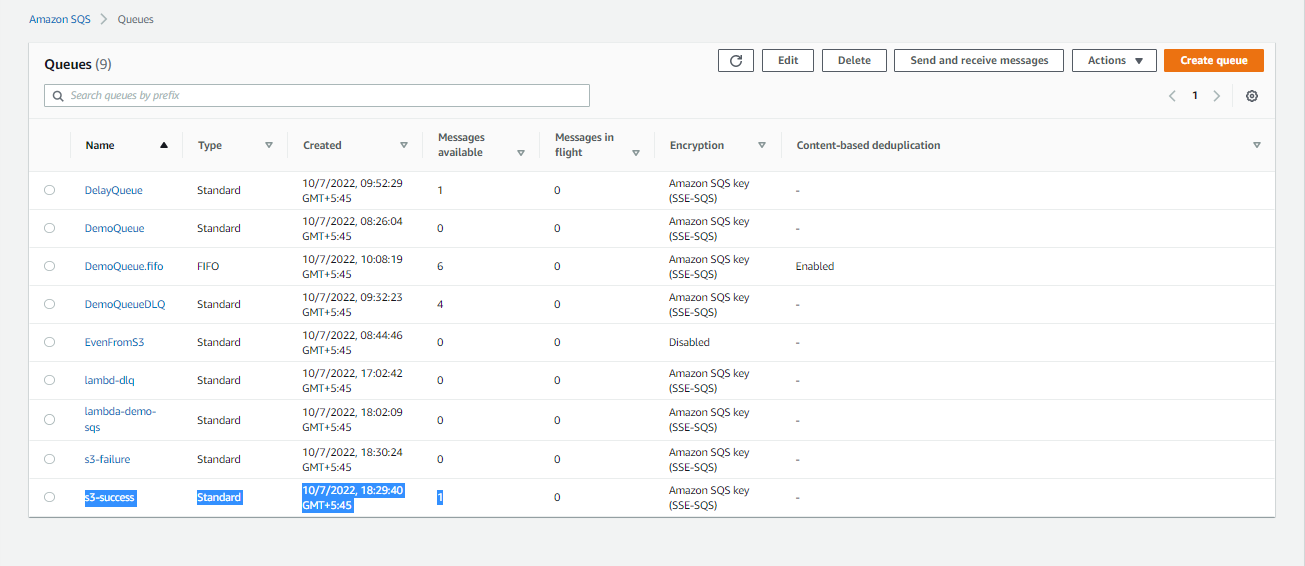 Amazon SQS > Queues
Queues (9)
Edit
Delete
Send and receive messages
Actions
Create queue
Search queues by prefix
1
Name
Type
Created
Messages available
Messages in flight
Encryption
Content-based deduplication
DelayQueue Standard 10/7/2022, 09:52:29 1 0 Amazon SQS key -
GMT+5:45 (SSE-SQS)
DemoQueue Standard 10/7/2022, 08:26:04 0 0 Amazon SQS key -
GMT+5:45 (SSE-SQS)
DemoQueue.fifo FIFO 10/7/2022, 10:08:19 6 0 Amazon SQS key Enabled
GMT+5:45 (SSE-SQS)
DemoQueueDLQ Standard 10/7/2022, 09:32:23 4 0 Amazon SQS key -
GMT+5:45 (SSE-SQS)
EvenFromS3 Standard 10/7/2022, 08:44:46 0 0 Disabled -
GMT+5:45
lambd-dlq Standard 10/7/2022, 17:02:42 0 0 Amazon SQS key -
GMT+5:45 (SSE-SQS)
lambda-demo- Standard 10/7/2022, 18:02:09 0 0 Amazon SQS key -
sqs GMT+5:45 (SSE-SQS)
s3-failure Standard 10/7/2022, 18:30:24 0 0 Amazon SQS key -
GMT+5:45 (SSE-SQS)
s3-success Standard 10/7/2022, 18:29:40 1 0 Amazon SQS key -
GMT+5:45 (SSE-SQS)